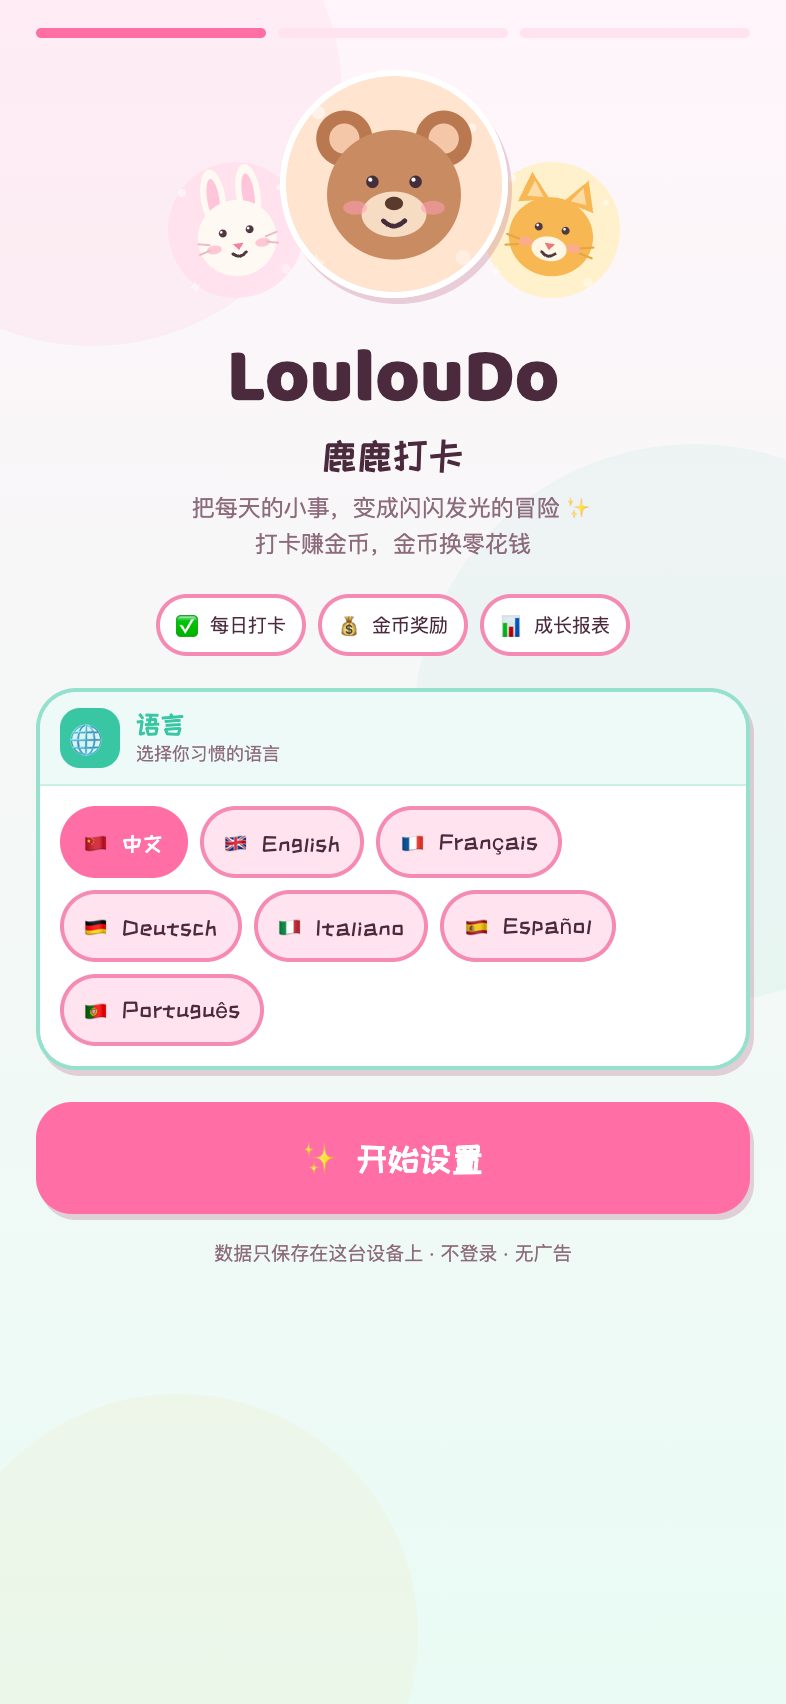 LoulouDo
鹿鹿打卡
把每天的小事，变成闪闪发光的冒险 ✨
打卡赚金币，金币换零花钱
✅ 每日打卡
💰 金币奖励
📊 成长报表
🌐 语言
选择你习惯的语言
🇨🇳 中文
🇬🇧 English
🇫🇷 Français
🇩🇪 Deutsch
🇮🇹 Italiano
🇪🇸 Español
🇵🇹 Português
✨ 开始设置
数据只保存在这台设备上 · 不登录 · 无广告